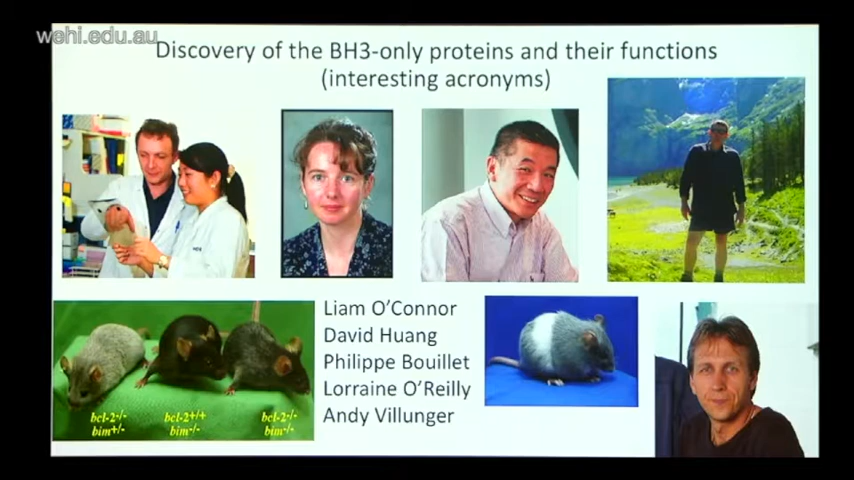 wehi.edu.au
Discovery of the BH3-only proteins and their functions
(interesting acronyms)
Liam O'Connor
David Huang
Philippe Bouillet
Lorraine O'Reilly
Andy Villunger
bcl-2-/- bcl-2+/+ bcl-2-/-
bim+/- bim-/- bim-/-